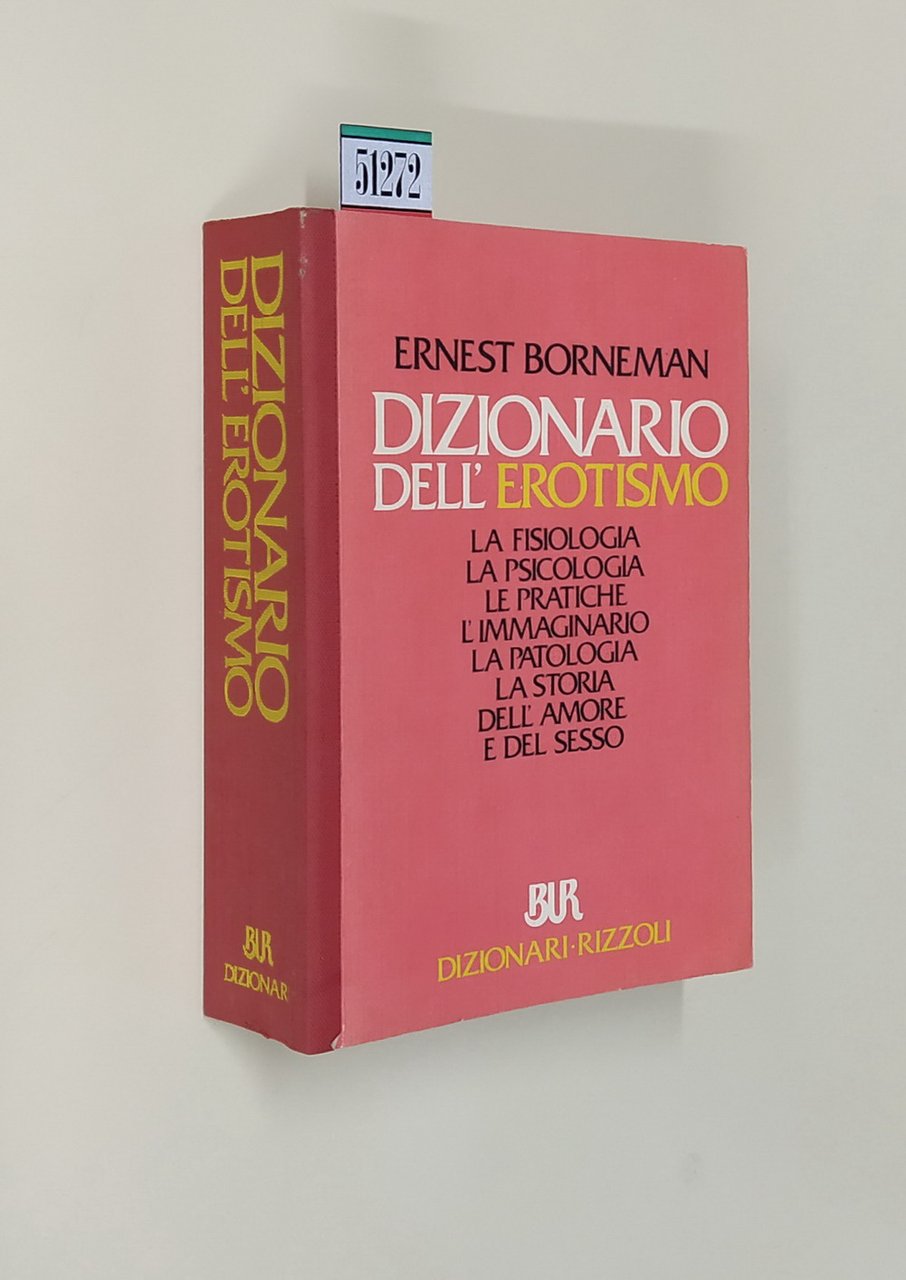 51272
DIZIONARIO
DELL' EROTISMO
BUR
DIZIONAR
ERNEST BORNEMAN
DIZIONARIO
DELL' EROTISMO
LA FISIOLOGIA
LA PSICOLOGIA
LE PRATICHE
L'IMMAGINARIO
LA PATOLOGIA
LA STORIA
DELL' AMORE
E DEL SESSO
BUR
DIZIONARI·RIZZOLI